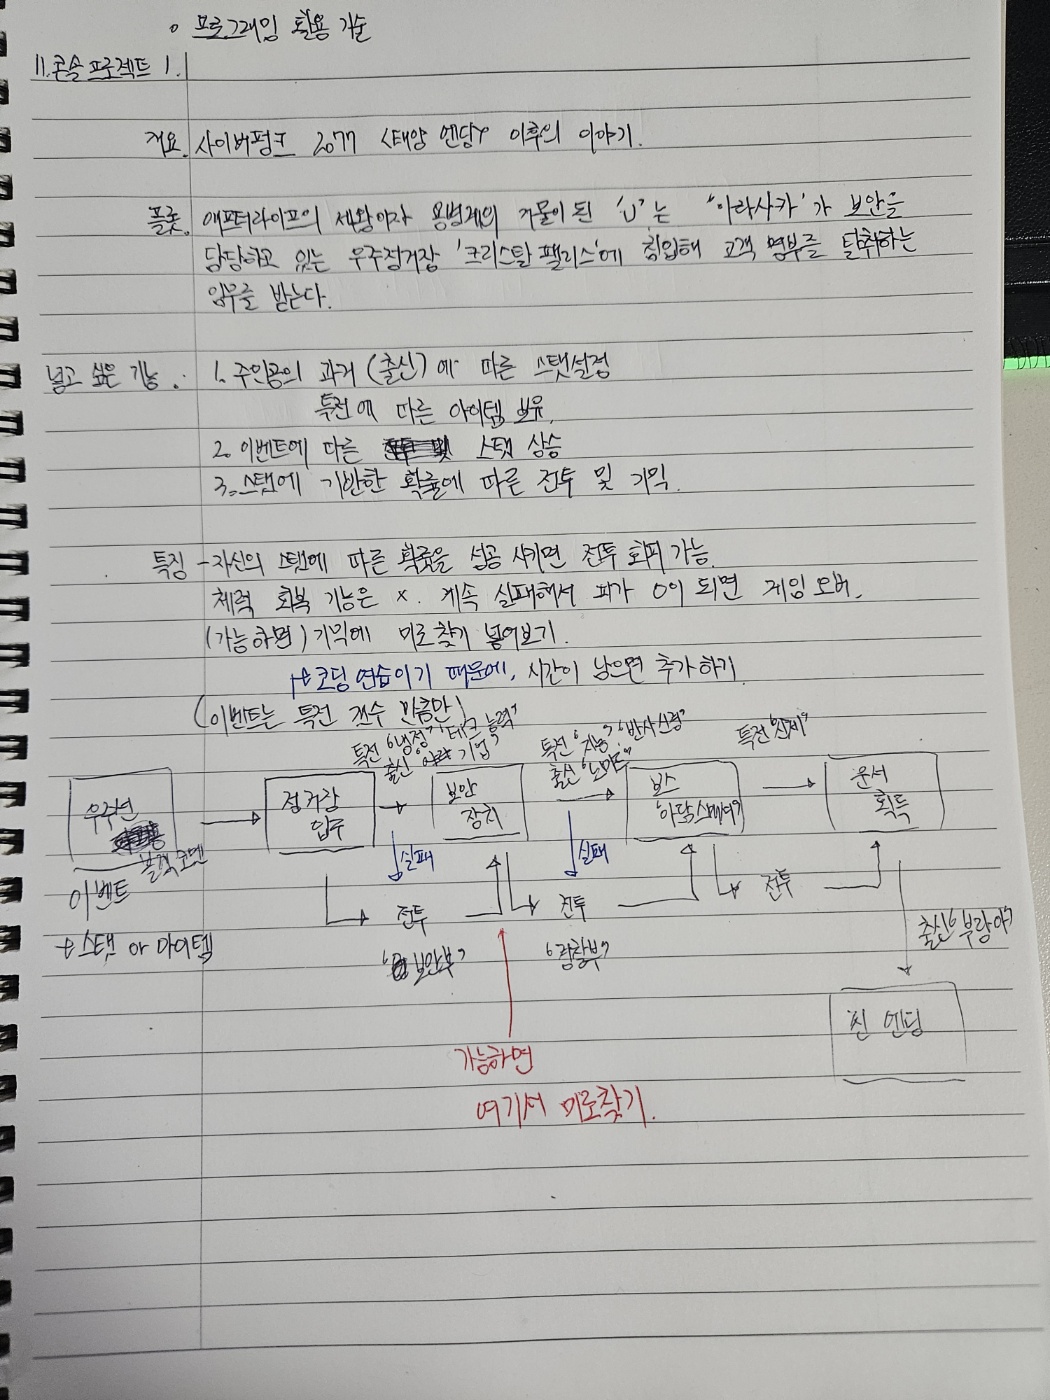 ○ 프로그래밍 활용 기술
11. 콘솔 프로젝트 1.
개요. 사이버펑크 2077 <태양 엔딩> 이후의 이야기.
플롯. 애프터라이프의 제왕이자 용병계의 거물이 된 'V'는 "아라사카"가 보안을
담당하고 있는 우주정거장 '크리스탈 팰리스'에 침입해 고객 명부를 탈취하는
임무를 받는다.
넣고 싶은 기능. 1. 주인공의 과거 (출신)에 따른 스탯설정
특전에 따른 아이템 보유.
2. 이벤트에 따른 스탯 상승
3. 스탯에 기반한 확률에 따른 전투 및 기믹.
특징 - 자신의 스탯에 따른 확률을 성공 시키면 전투 회피 가능.
체력 회복 기능은 x. 계속 실패해서 피가 0이 되면 게임 오버.
(가능하면) 기믹에 미로찾기 넣어보기.
코딩 연습이기 때문에, 시간이 남으면 추가하기
(이벤트는 특전 갯수 만큼만)
특전 "냉정" "테크 능력"
출신 기업"
특전 "지능" "반사신경"
출신 "노마드"
특전 "신체"
우주선
정거장
입구
보안
장치
보스
'아담 스매셔'
문서
획득
이벤트
+ 스탯 or 아이템
실패
실패
전투
전투
전투
보안부'
'경찰부'
출신 '부랑아'
찐 엔딩
가능하면
여기서 미로찾기.